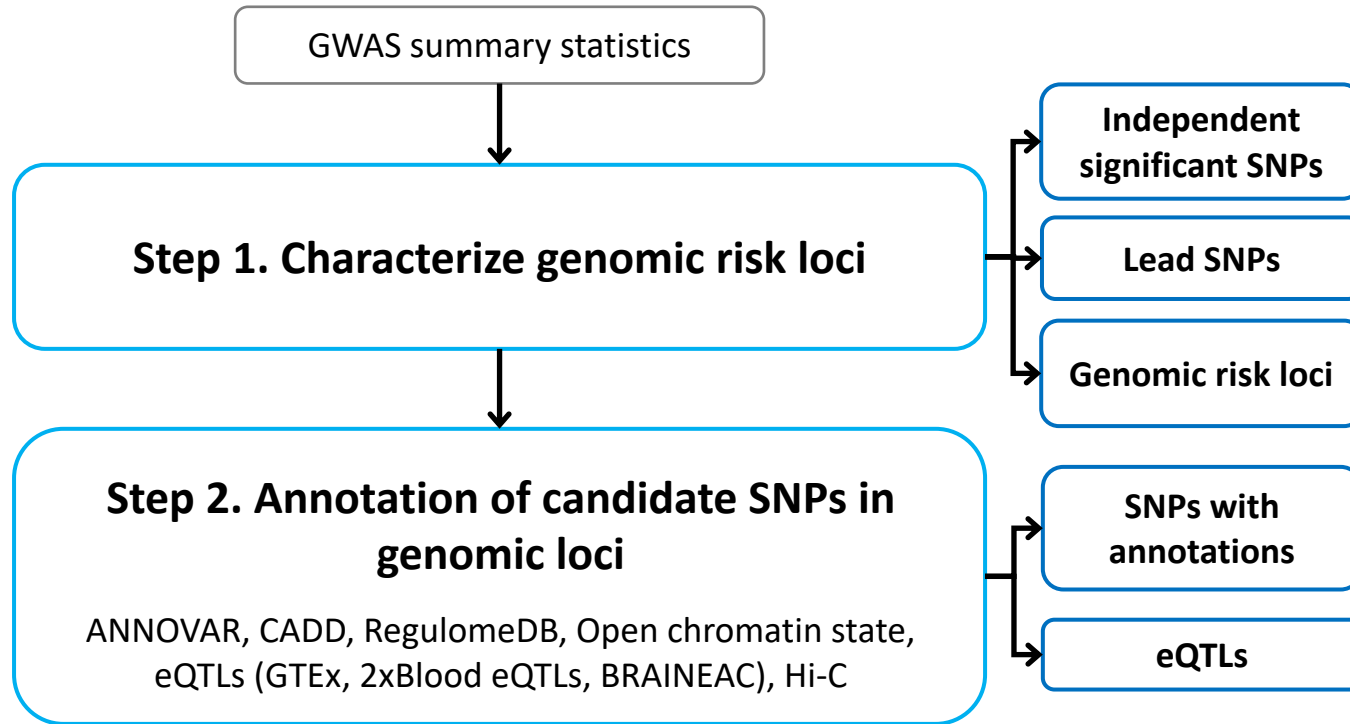 GWAS summary statistics
Step 1. Characterize genomic risk loci
Independent
significant SNPs
Lead SNPs
Genomic risk loci
Step 2. Annotation of candidate SNPs in
genomic loci
ANNOVAR, CADD, RegulomeDB, Open chromatin state,
eQTLs (GTEx, 2xBlood eQTLs, BRAINEAC), Hi-C
SNPs with
annotations
eQTLs